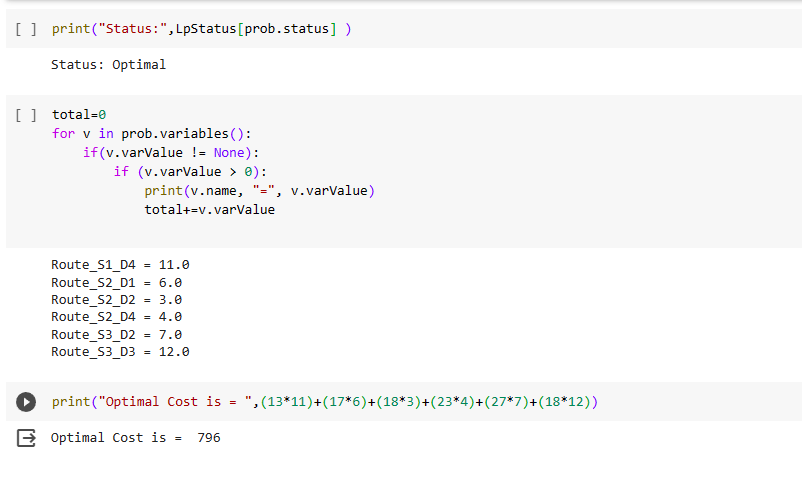 [ ] print("Status:",LpStatus[prob.status] )
Status: Optimal
[ ] total=0
for v in prob.variables():
    if(v.varValue != None):
        if (v.varValue > 0):
            print(v.name, "=", v.varValue)
            total+=v.varValue
Route_S1_D4 = 11.0
Route_S2_D1 = 6.0
Route_S2_D2 = 3.0
Route_S2_D4 = 4.0
Route_S3_D2 = 7.0
Route_S3_D3 = 12.0
print("Optimal Cost is = ",(13*11)+(17*6)+(18*3)+(23*4)+(27*7)+(18*12))
Optimal Cost is =  796